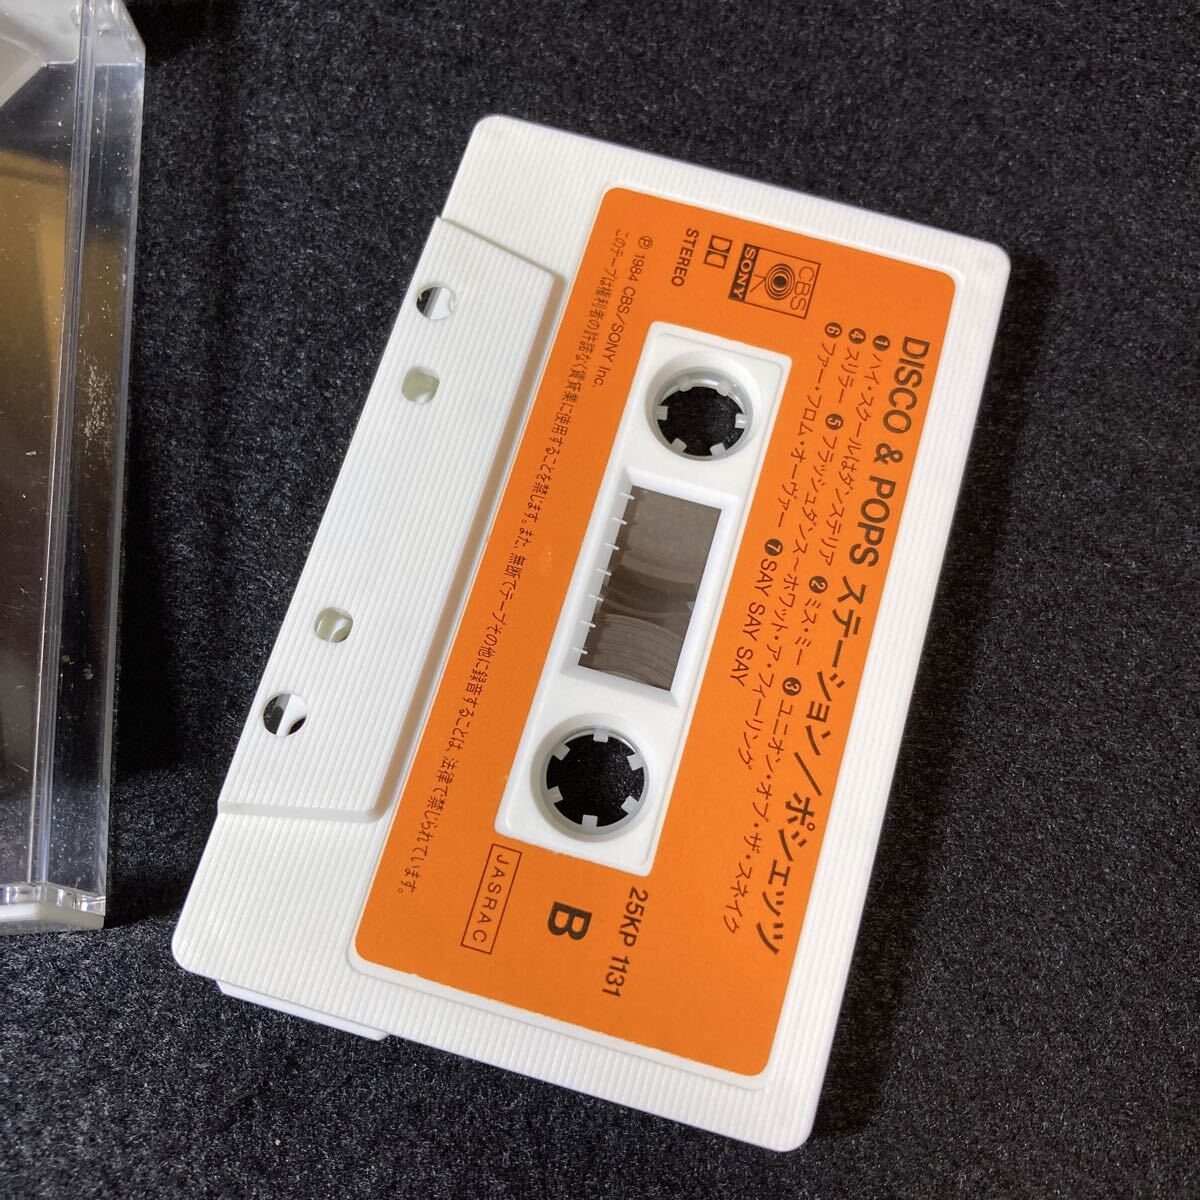 DISCO & POPS ステーション/ポシェッツ
❶ハイ・スクールはダンステリア ❷ミス・ミー ❸ユニオン・オブ・ザ・スネイク
❹スリラー ❺フラッシュダンス～ホワット・ア・フィーリング
❻ファー・フロム・オーヴァー ❼SAY SAY SAY
CBS
SONY
STEREO
25KP 1131
B
JASRAC
Ⓟ 1984 CBS/SONY Inc.
このテープは権利者の許諾なく賃貸業に使用することを禁じます。また、無断でテープその他に録音することは、法律で禁じられています。